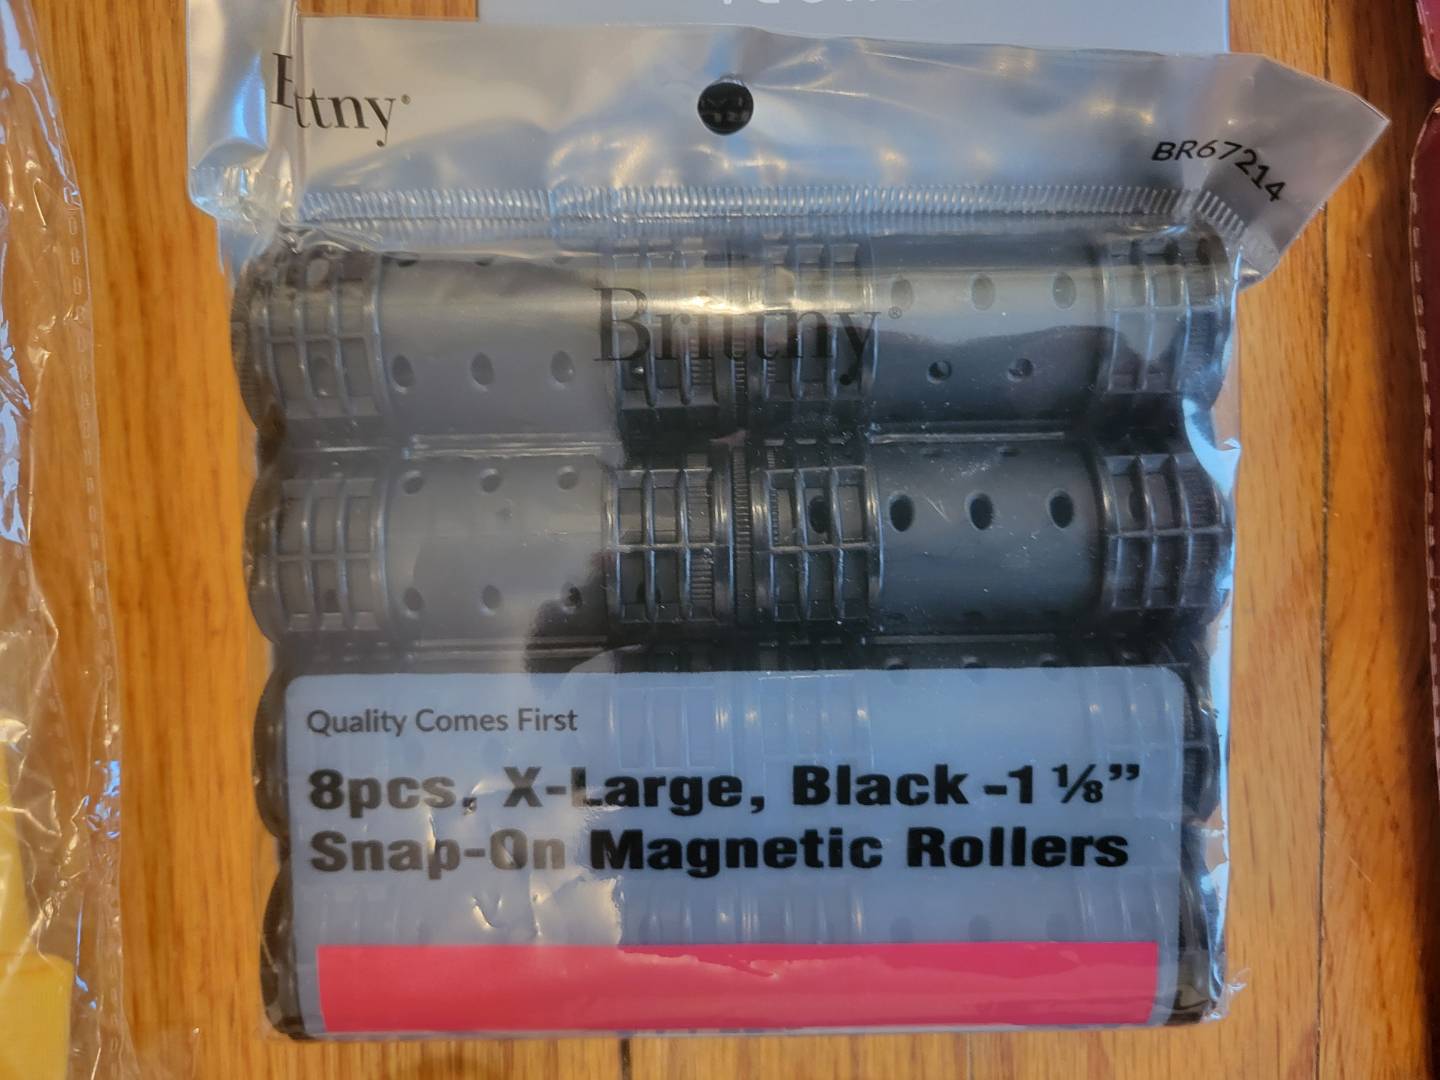 Brittny®
BR67214
Brittny®
Quality Comes First
8pcs, X-Large, Black -1 ⅛”
Snap-On Magnetic Rollers